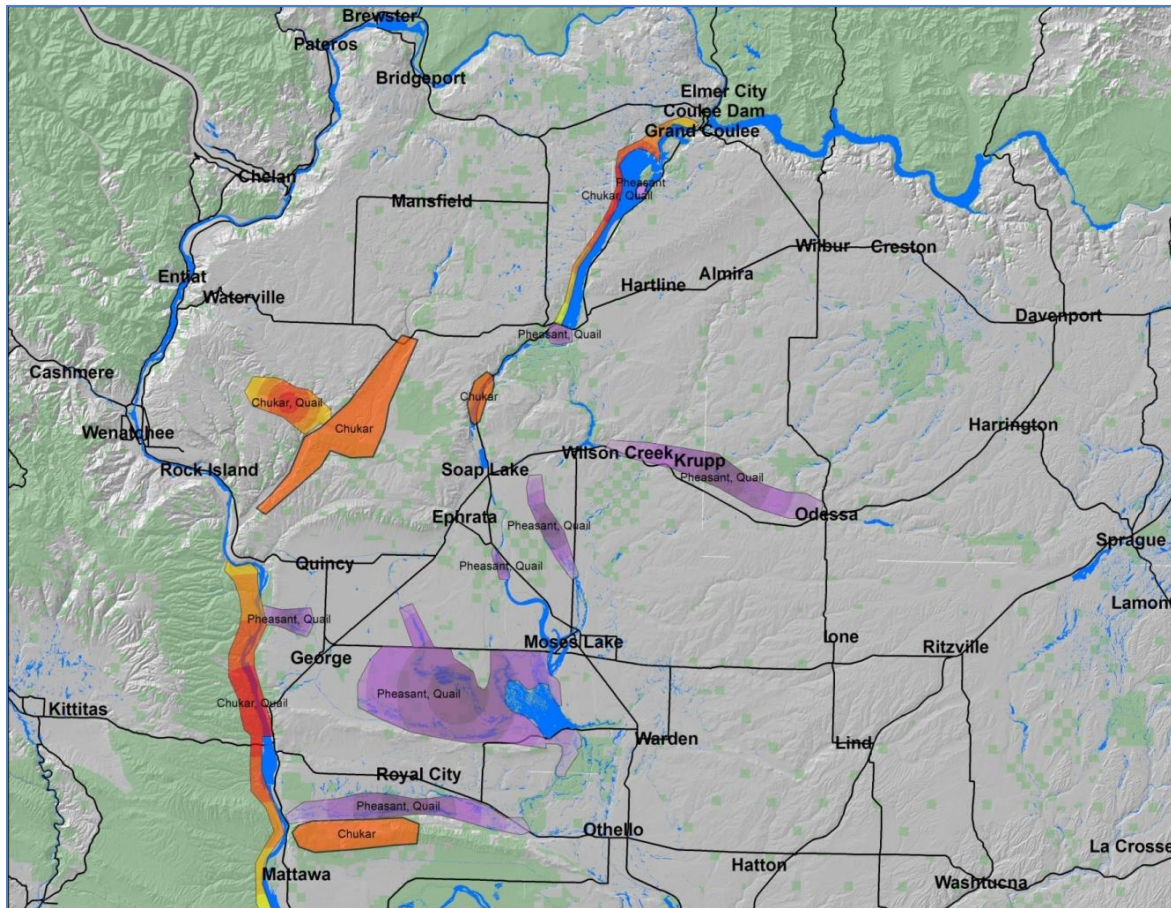 Brewster
Pateros
Bridgeport
Elmer City
Coulee Dam
Grand Coulee
Chelan
Pheasant
Chukar, Quail
Mansfield
Wilbur
Creston
Entiat
Almira
Hartline
Waterville
Davenport
Pheasant, Quail
Cashmere
Chukar
Chukar, Quail
Chukar
Wenatchee
Harrington
Rock Island
Wilson Creek
Krupp
Soap Lake
Pheasant, Quail
Odessa
Ephrata
Pheasant, Quail
Sprague
Quincy
Pheasant, Quail
Lamont
Pheasant, Quail
Moses Lake
Ione
Ritzville
George
Pheasant, Quail
Chukar, Quail
Kittitas
Warden
Lind
Royal City
Pheasant, Quail
Chukar
Othello
La Crosse
Hatton
Mattawa
Washtucna